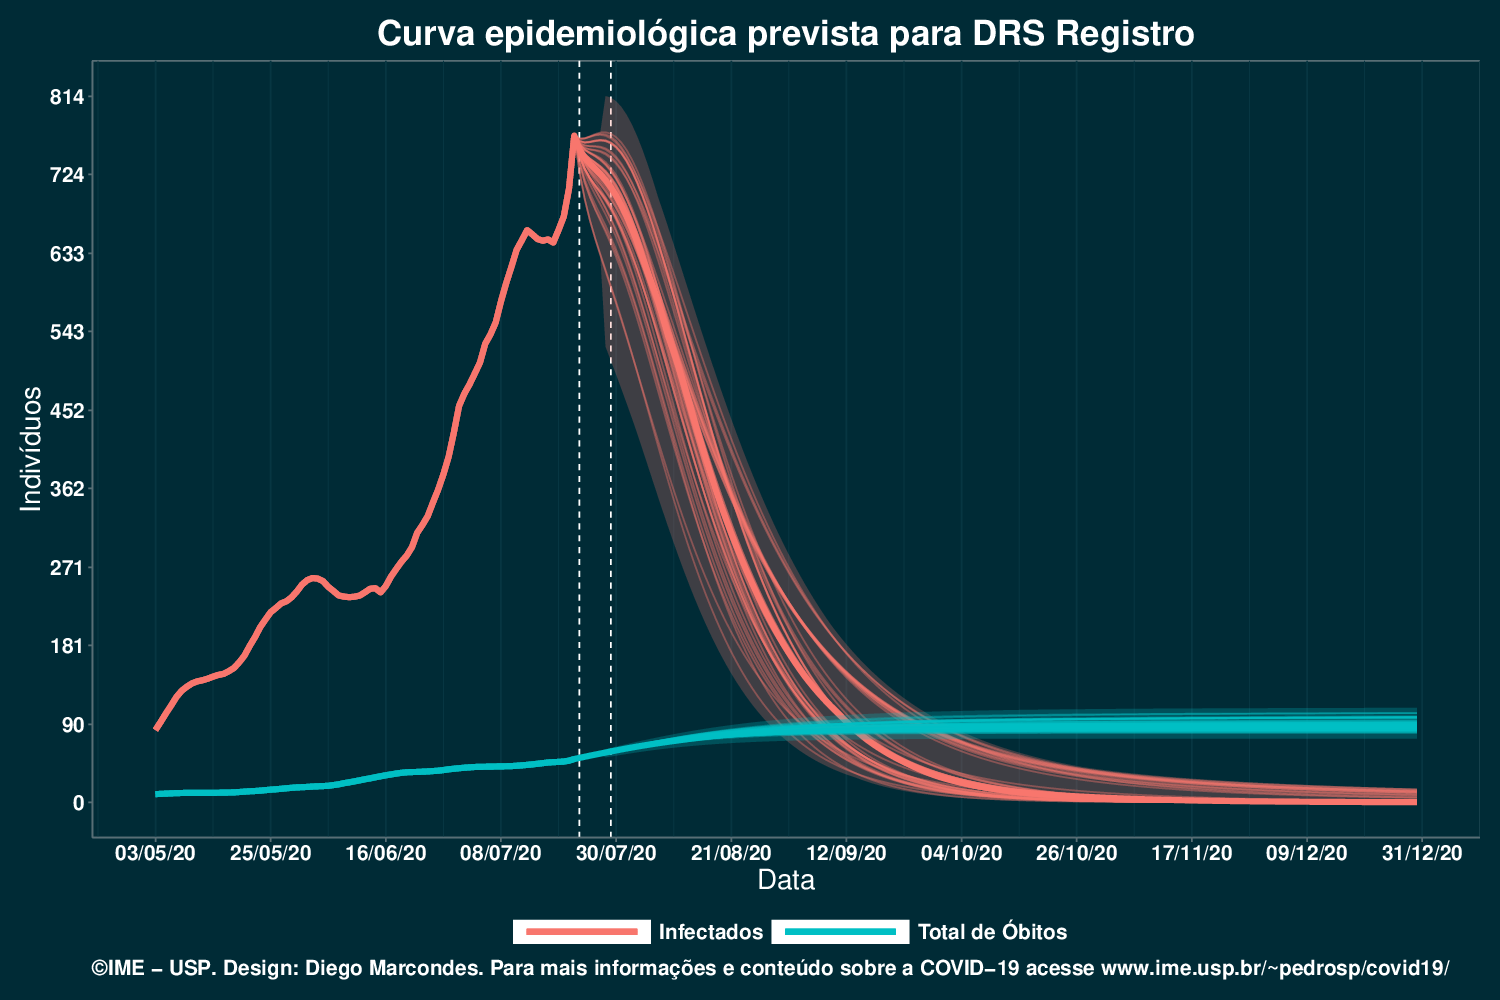 Curva epidemiológica prevista para DRS Registro
814
724
633
543
452
362
271
181
90
0
Indivíduos
03/05/20 25/05/20 16/06/20 08/07/20 30/07/20 21/08/20 12/09/20 04/10/20 26/10/20 17/11/20 09/12/20 31/12/20
Data
Infectados Total de Óbitos
©IME − USP. Design: Diego Marcondes. Para mais informações e conteúdo sobre a COVID−19 acesse www.ime.usp.br/~pedrosp/covid19/